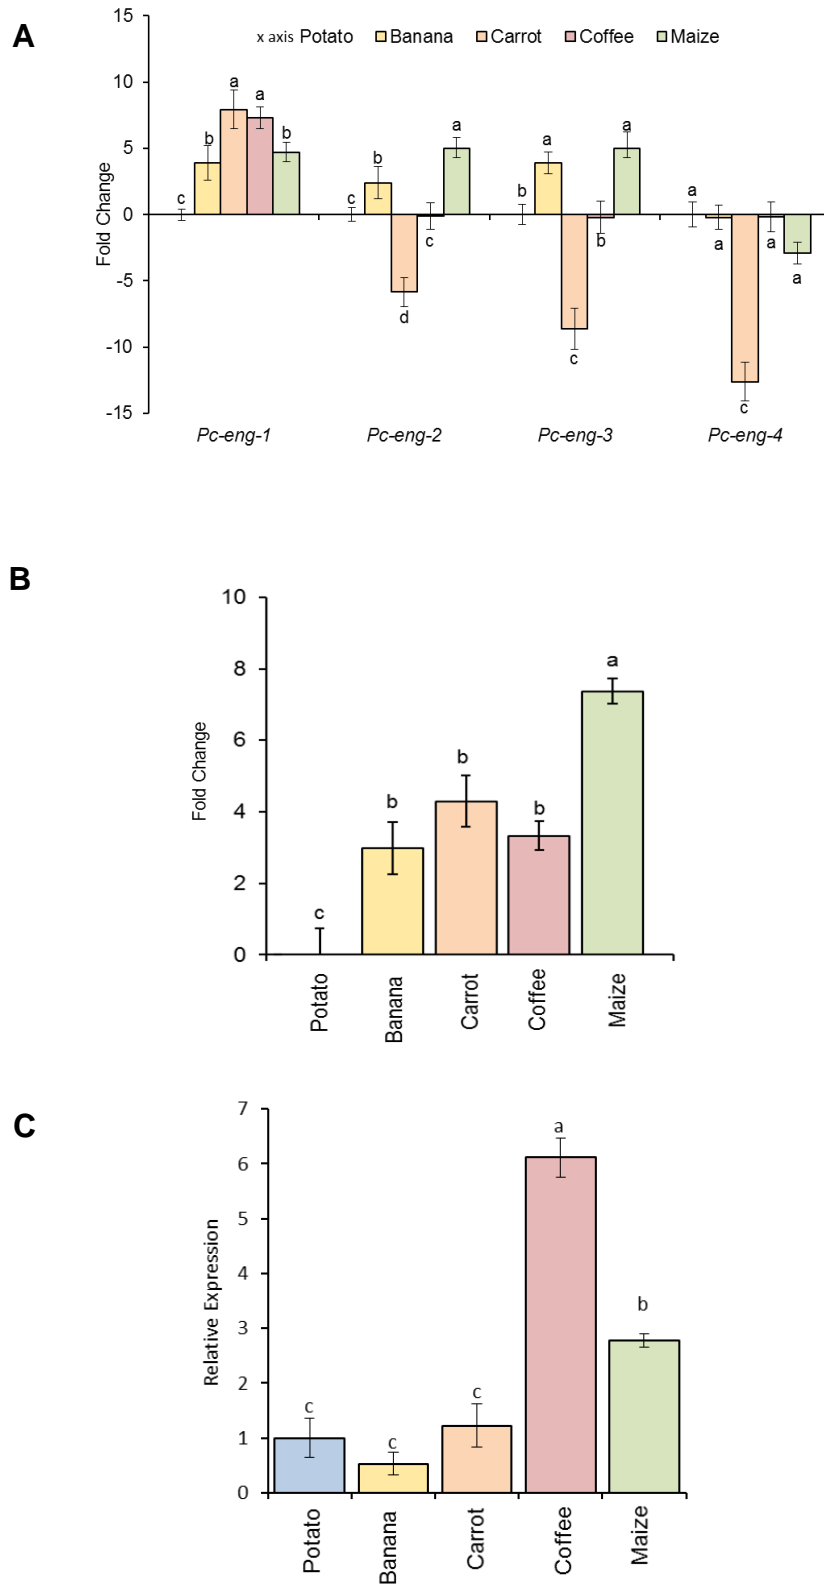 A
x axis Potato Banana Carrot Coffee Maize
15
10
5
0
-5
-10
-15
Fold Change
c b a a b
c b d c a
b a c b a
a a c a a
Pc-eng-1 Pc-eng-2 Pc-eng-3 Pc-eng-4
B
10
8
6
4
2
0
Fold Change
c b b b a
Potato Banana Carrot Coffee Maize
C
7
6
5
4
3
2
1
0
Relative Expression
c c c a b
Potato Banana Carrot Coffee Maize